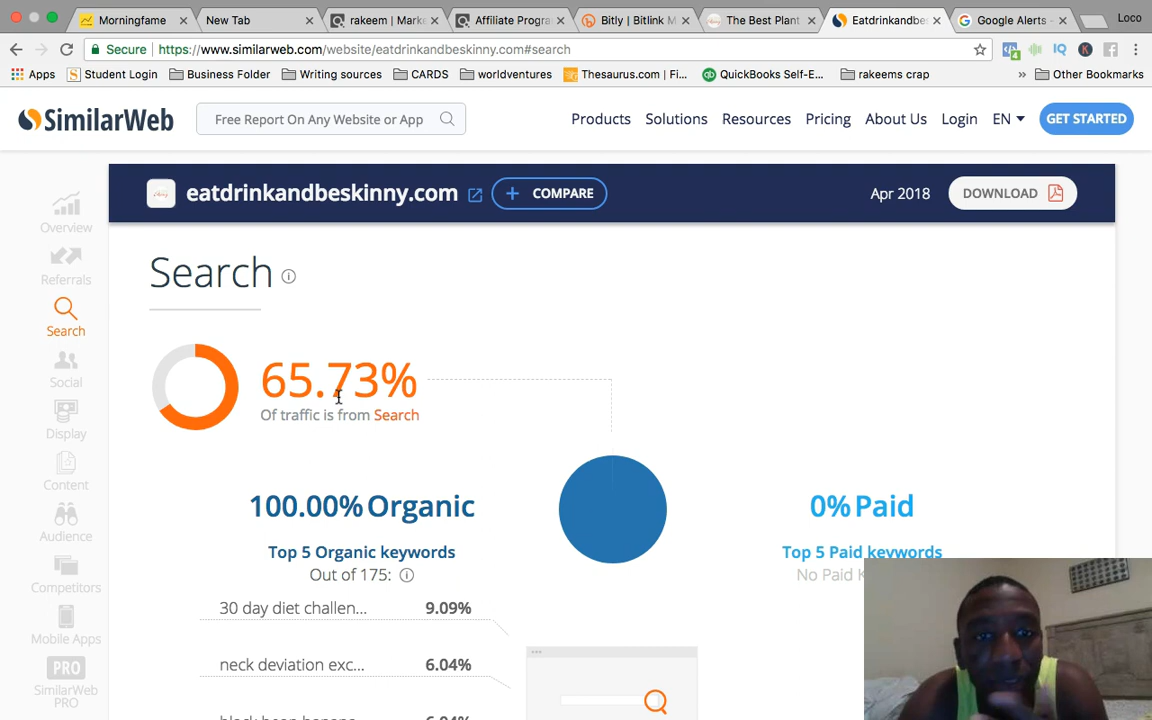 Morningfame
New Tab
rakeem | Marke
Affiliate Progra
Bitly | Bitlink M
The Best Plant
Eatdrinkandbe
Google Alerts –
Loco
Secure
https://www.similarweb.com/website/eatdrinkandbeskinny.com#search
4
IQ
K
Apps
Student Login
Business Folder
Writing sources
CARDS
worldventures
Thesaurus.com | Fi...
QuickBooks Self-E...
rakeems crap
»
Other Bookmarks
SimilarWeb
Free Report On Any Website or App
Products
Solutions
Resources
Pricing
About Us
Login
EN
GET STARTED
eatdrinkandbeskinny.com
+ COMPARE
Apr 2018
DOWNLOAD
Overview
Referrals
Search
Social
Display
Content
Audience
Competitors
Mobile Apps
PRO
SimilarWeb
PRO
Search
65.73%
Of traffic is from Search
100.00% Organic
Top 5 Organic keywords
Out of 175:
30 day diet challen... 9.09%
neck deviation exc... 6.04%
0% Paid
Top 5 Paid keywords
No Paid